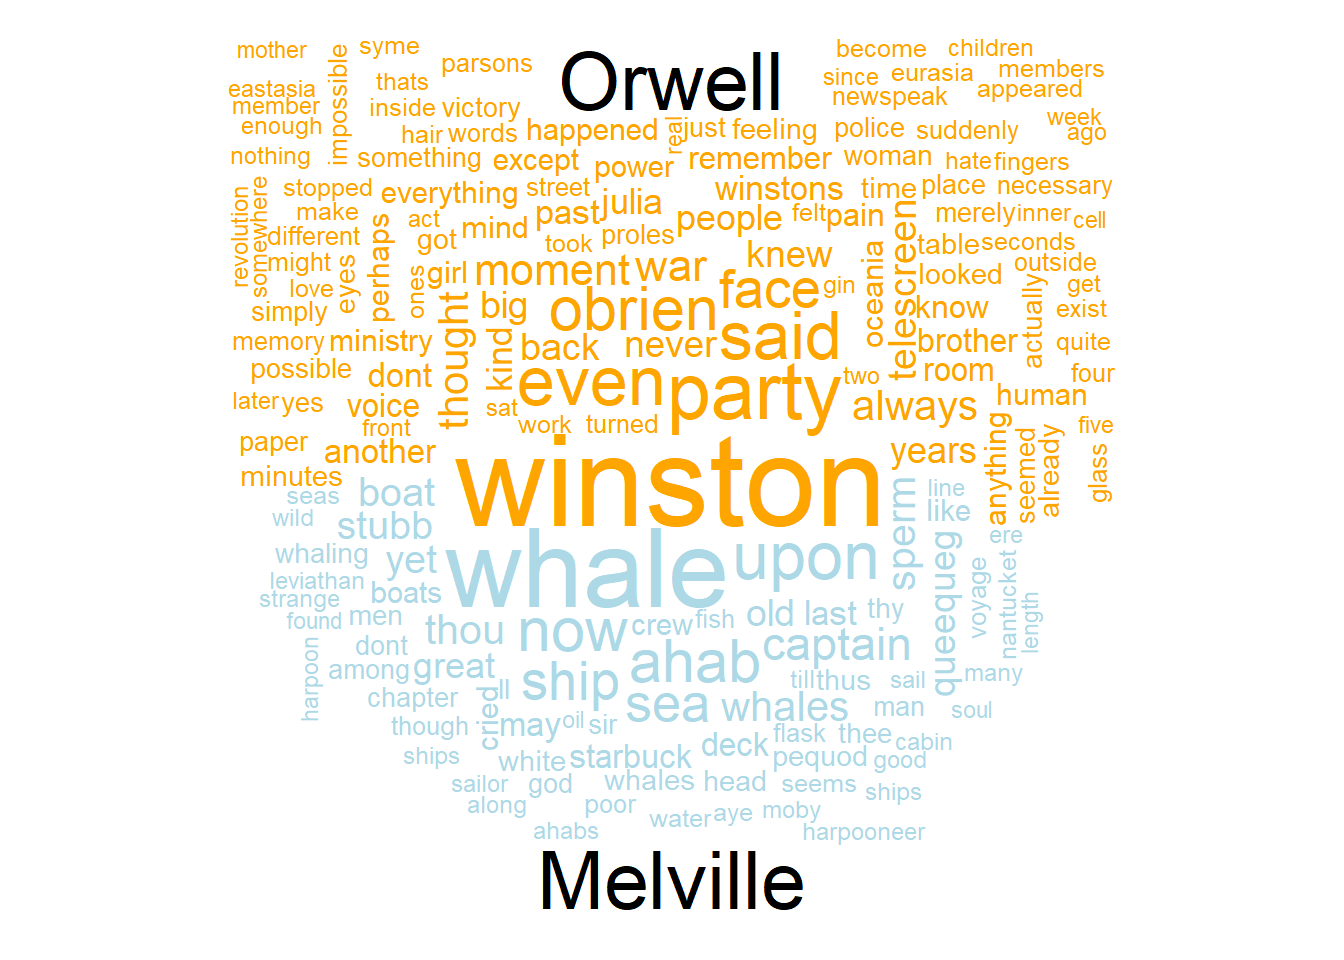 mother syme parsons Orwell become children
eastasia impossible thats since eurasia members
member inside victory newspeak appeared
enough hair words happened real just feeling police suddenly week ago
nothing something except power remember woman hate fingers
revolution somewhere stopped everything street winstons time place necessary
make act past julia people felt pain telescreen merely inner cell
different perhaps got mind took proles knew oceania table seconds
might eyes ones girl moment war face gin looked outside
love thought big obrien know actually get
simply kind said exist
memory ministry back never brother quite
possible dont even party two room four
later yes voice sat always human
front work turned anything five
paper another years seemed already glass
minutes winston
seas boat sperm line
wild stubb like
whaling yet whale upon queequeg ere
leviathan boats voyage nantucket
strange length
found men thou now crew fish old last thy
harpoon dont captain
among great ship ahab till thus sail many
chapter ll sea whales man soul
though cried may oil sir flask thee
ships white starbuck deck pequod cabin good
sailor god whales head seems ships
along poor water aye moby
ahabs harpooneer
Melville